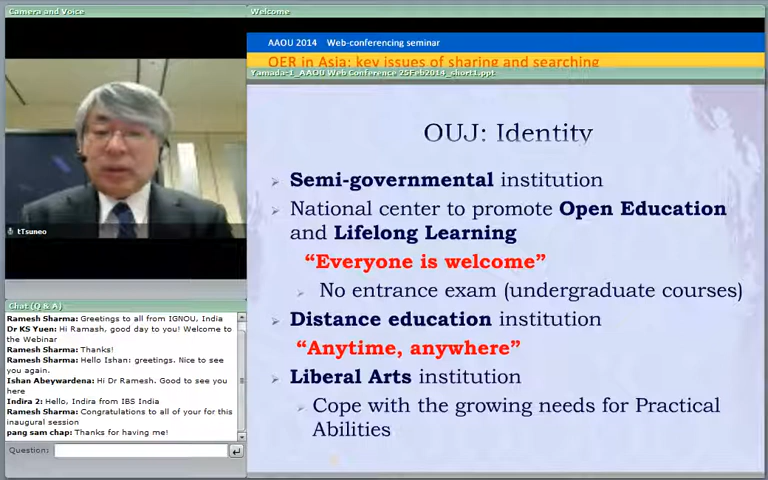 Camera and Voice
Welcome
AAOU 2014 Web-conferencing seminar
OER in Asia: key issues of sharing and searching
Yamada-1_AAOU Web Conference 25Feb2014_short1.ppt
OUJ: Identity
Semi-governmental institution
National center to promote Open Education
and Lifelong Learning
“Everyone is welcome”
No entrance exam (undergraduate courses)
Distance education institution
“Anytime, anywhere”
Liberal Arts institution
Cope with the growing needs for Practical
Abilities
tTsuneo
Chat (Q & A)
Ramesh Sharma: Greetings to all from IGNOU, India
Dr KS Yuen: Hi Ramash, good day to you! Welcome to
the Webinar
Ramesh Sharma: Thanks!
Ramesh Sharma: Hello Ishan: greetings. Nice to see
you again.
Ishan Abeywardena: Hi Dr Ramesh. Good to see you
here
Indira 2: Hello, Indira from IBS India
Ramesh Sharma: Congratulations to all of your for this
inaugural session
pang sam chap: Thanks for having me!
Question: